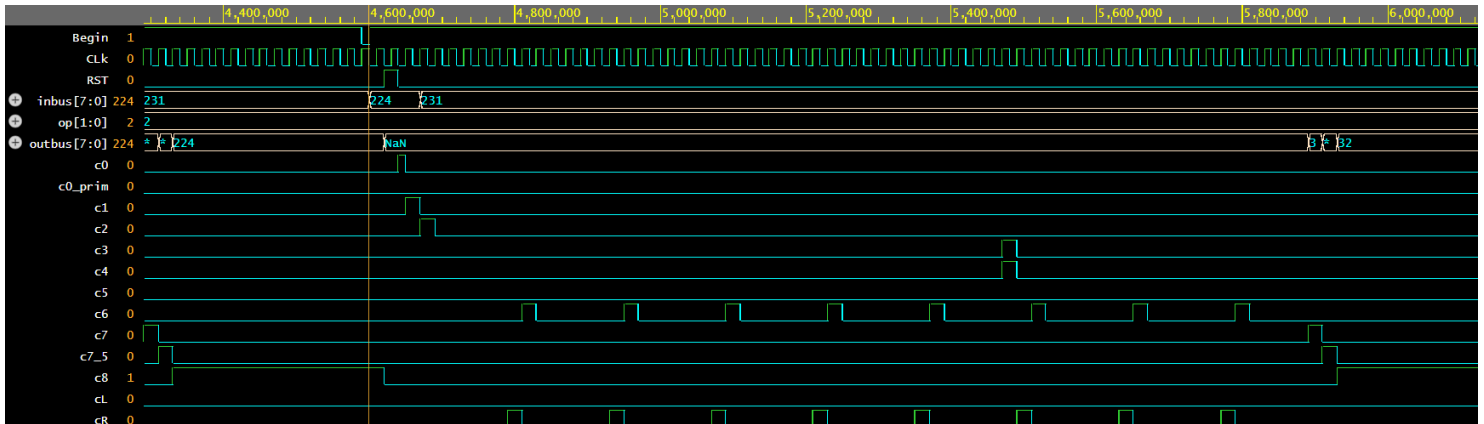 4,400,000 4,600,000 4,800,000 5,000,000 5,200,000 5,400,000 5,600,000 5,800,000 6,000,000
Begin 1
CLk 0
RST 0
inbus[7:0] 224 231 224 231
op[1:0] 2 2
outbus[7:0] 224 * * 224 NaN 3 * 32
c0 0
c0_prim 0
c1 0
c2 0
c3 0
c4 0
c5 0
c6 0
c7 0
c7_5 0
c8 1
cL 0
cR 0